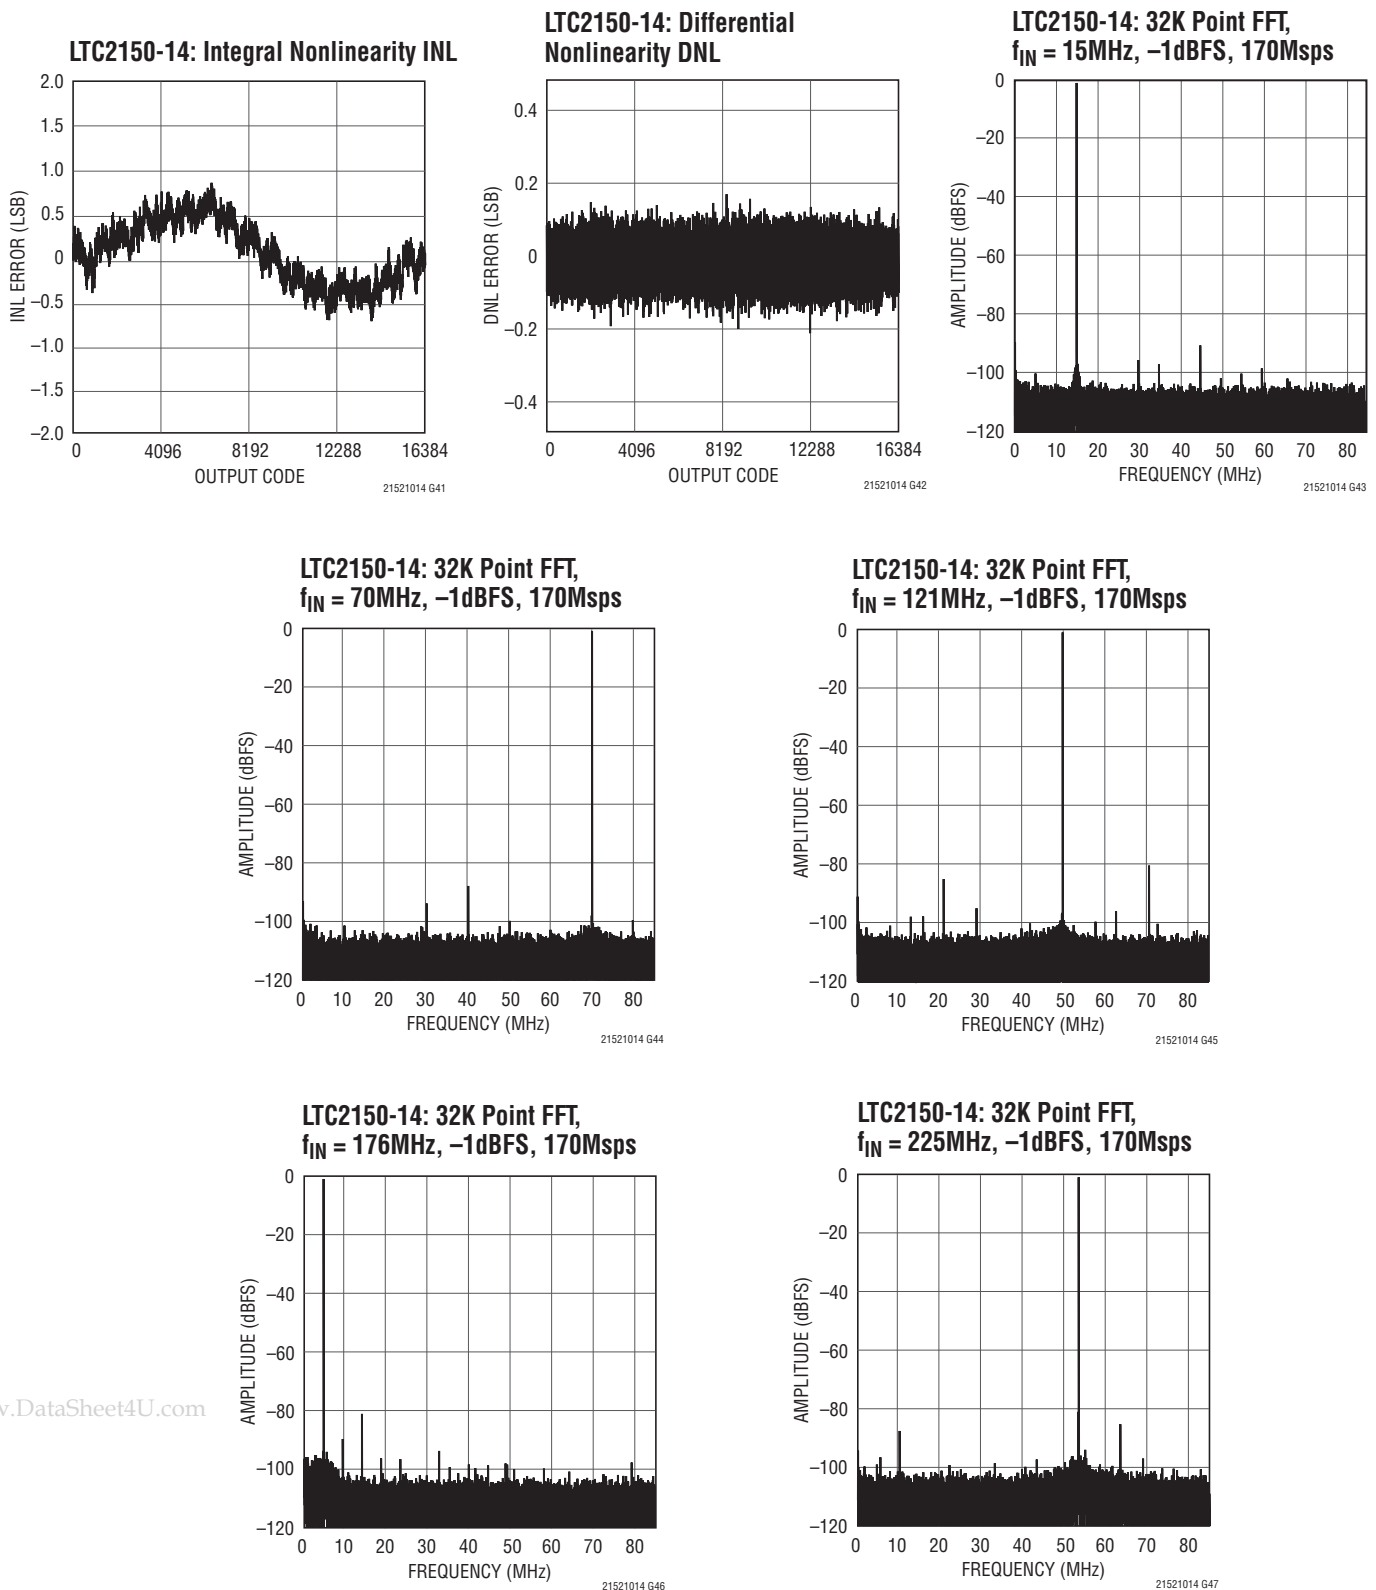 LTC2150-14: Integral Nonlinearity INL
2.0
1.5
1.0
0.5
0
–0.5
–1.0
–1.5
–2.0
INL ERROR (LSB)
0 4096 8192 12288 16384
OUTPUT CODE
21521014 G41
LTC2150-14: Differential
Nonlinearity DNL
0.4
0.2
0
–0.2
–0.4
DNL ERROR (LSB)
0 4096 8192 12288 16384
OUTPUT CODE
21521014 G42
LTC2150-14: 32K Point FFT,
fIN = 15MHz, –1dBFS, 170Msps
0
–20
–40
–60
–80
–100
–120
AMPLITUDE (dBFS)
0 10 20 30 40 50 60 70 80
FREQUENCY (MHz)
21521014 G43
LTC2150-14: 32K Point FFT,
fIN = 70MHz, –1dBFS, 170Msps
0
–20
–40
–60
–80
–100
–120
AMPLITUDE (dBFS)
0 10 20 30 40 50 60 70 80
FREQUENCY (MHz)
21521014 G44
LTC2150-14: 32K Point FFT,
fIN = 121MHz, –1dBFS, 170Msps
0
–20
–40
–60
–80
–100
–120
AMPLITUDE (dBFS)
0 10 20 30 40 50 60 70 80
FREQUENCY (MHz)
21521014 G45
LTC2150-14: 32K Point FFT,
fIN = 176MHz, –1dBFS, 170Msps
0
–20
–40
–60
–80
–100
–120
AMPLITUDE (dBFS)
0 10 20 30 40 50 60 70 80
FREQUENCY (MHz)
21521014 G46
LTC2150-14: 32K Point FFT,
fIN = 225MHz, –1dBFS, 170Msps
0
–20
–40
–60
–80
–100
–120
AMPLITUDE (dBFS)
0 10 20 30 40 50 60 70 80
FREQUENCY (MHz)
21521014 G47
v.DataSheet4U.com